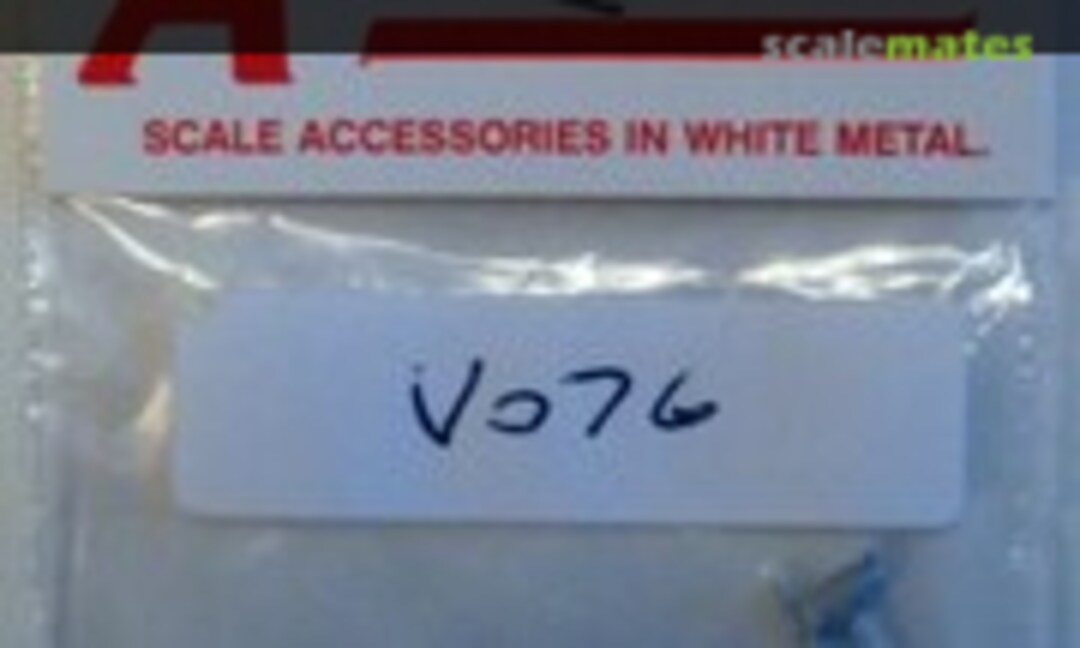 scalemates
SCALE ACCESSORIES IN WHITE METAL.
V076